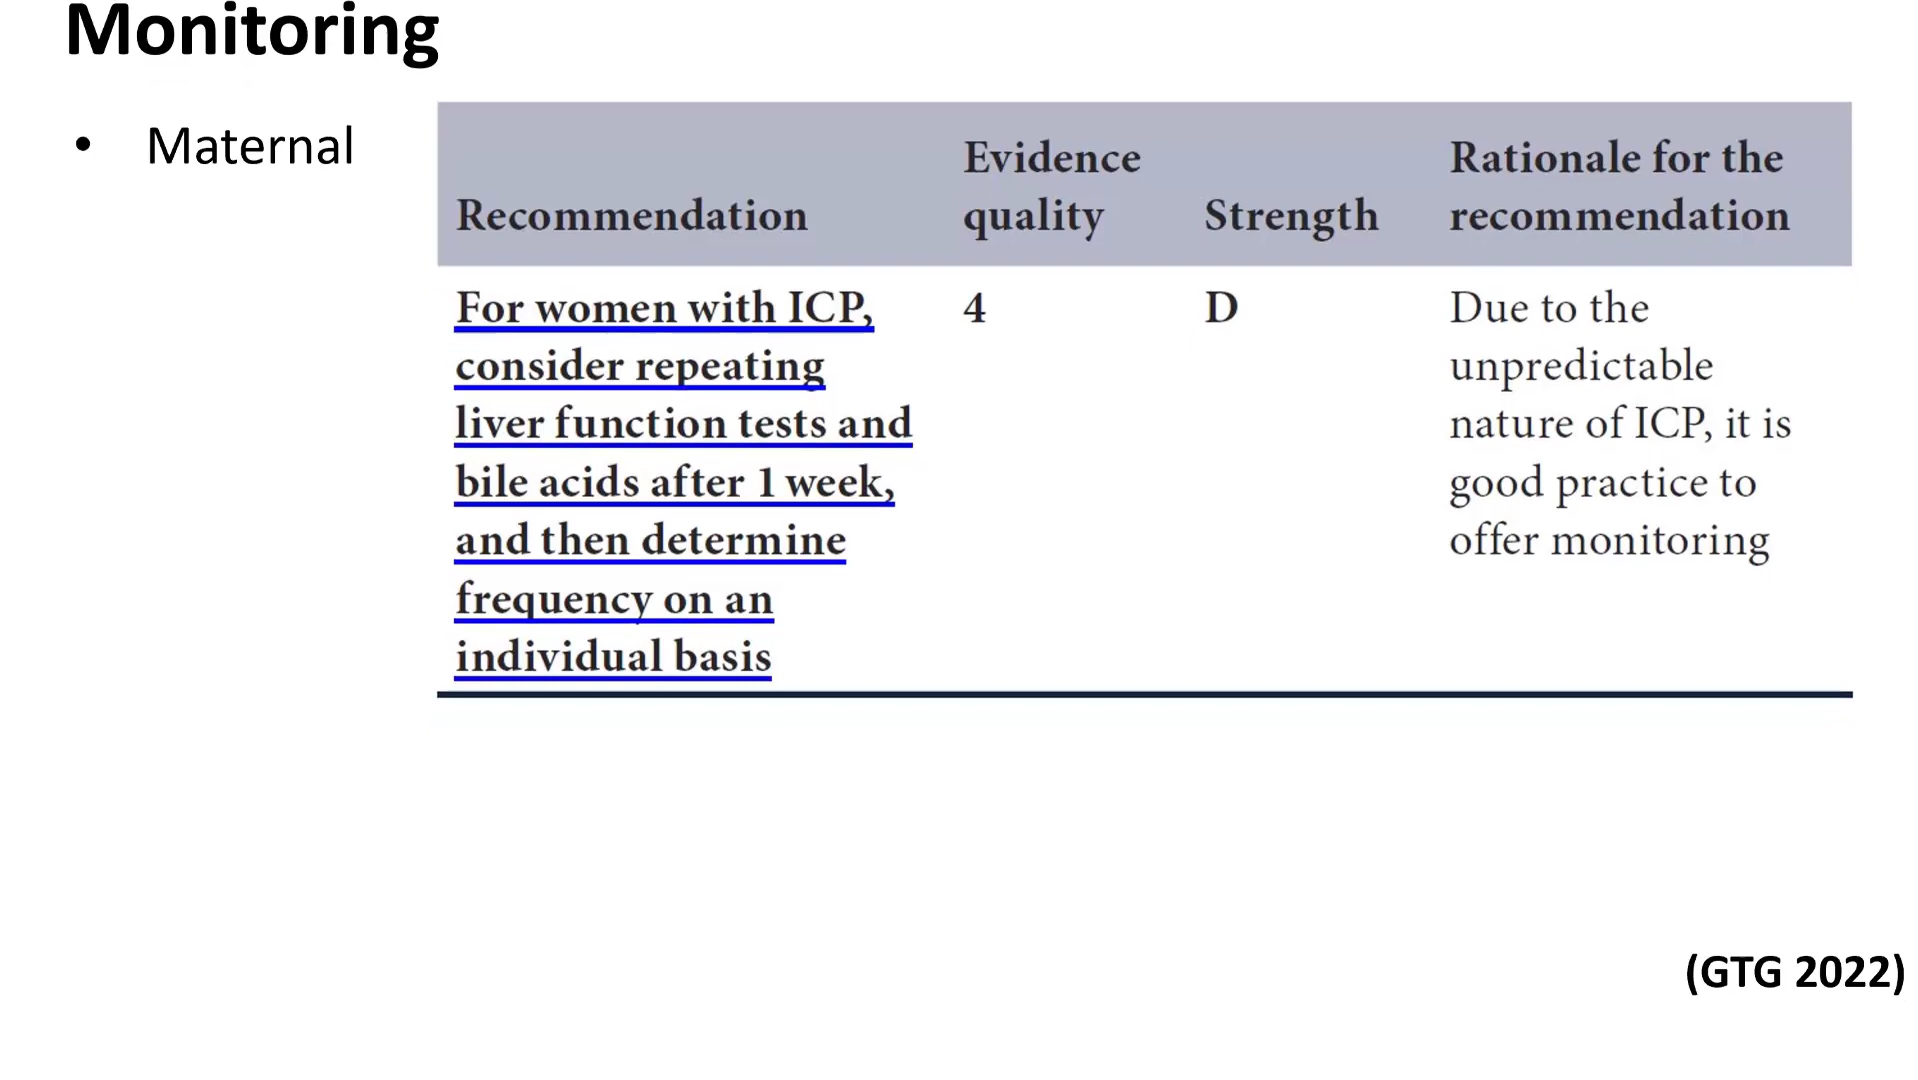 Monitoring
• Maternal
Evidence quality
Rationale for the recommendation
Recommendation
Strength
For women with ICP,
consider repeating
liver function tests and
bile acids after 1 week,
and then determine
frequency on an
individual basis
4
D
Due to the
unpredictable
nature of ICP, it is
good practice to
offer monitoring
(GTG 2022)